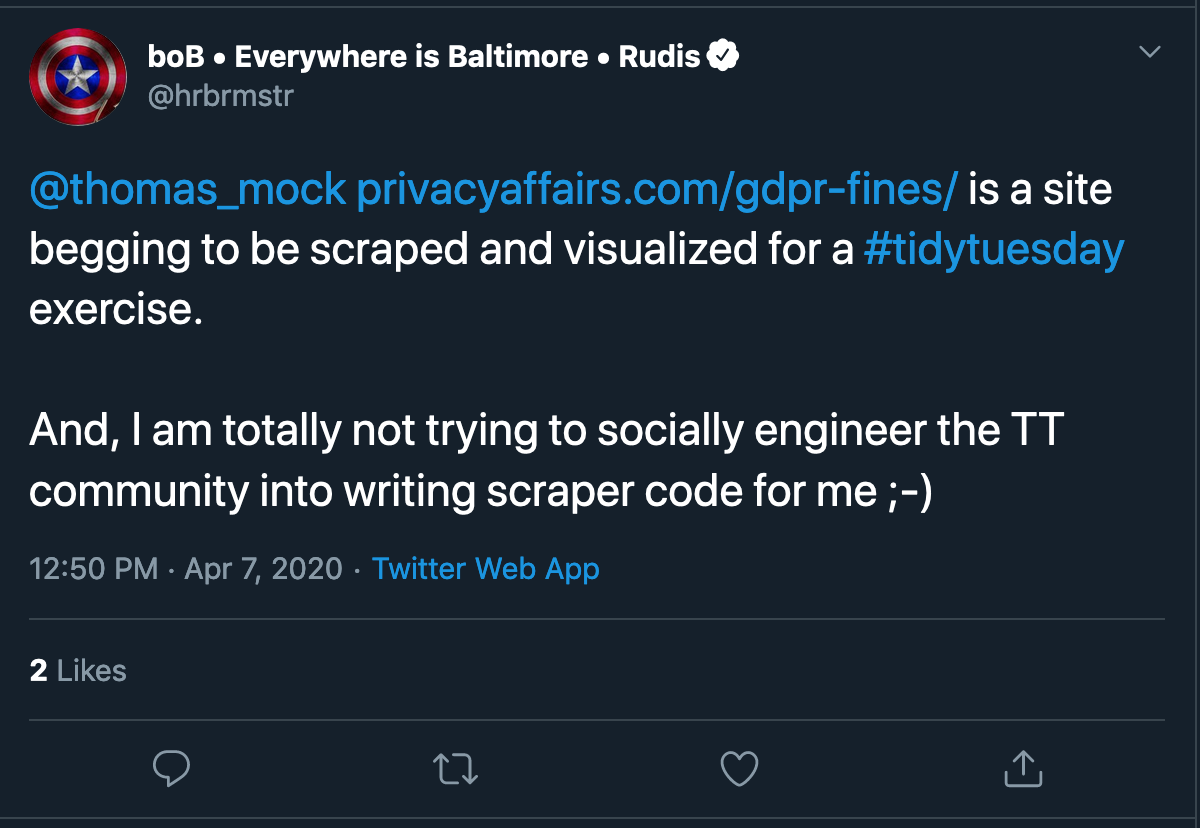 boB • Everywhere is Baltimore • Rudis
@hrbrmstr
@thomas_mock privacyaffairs.com/gdpr-fines/ is a site
begging to be scraped and visualized for a #tidytuesday
exercise.
And, I am totally not trying to socially engineer the TT
community into writing scraper code for me ;-)
12:50 PM · Apr 7, 2020 · Twitter Web App
2 Likes